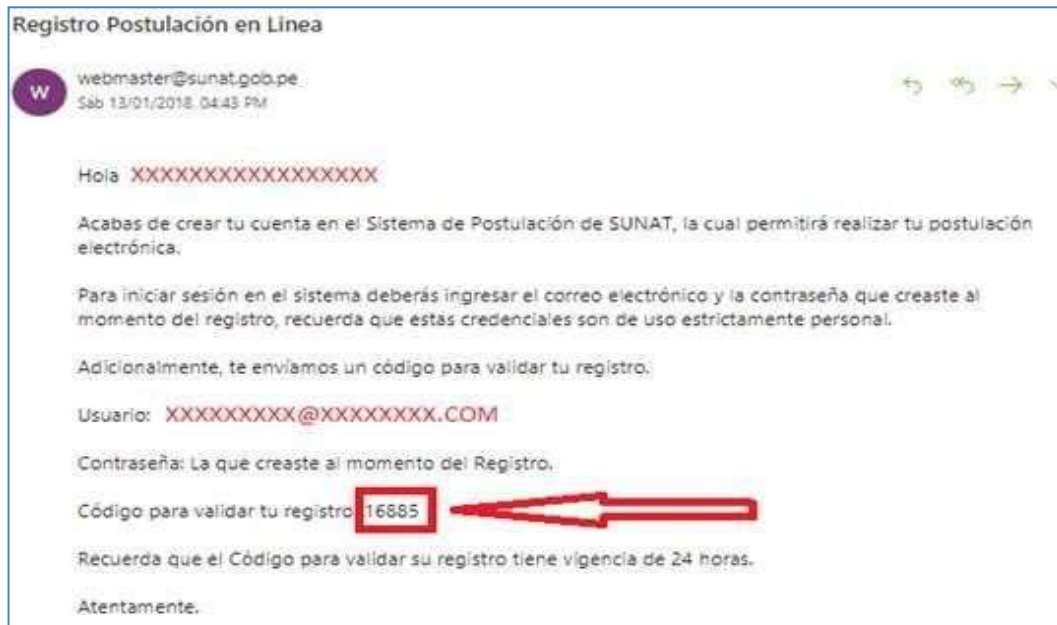 Registro Postulación en Linea
W
webmaster@sunat.gob.pe
Sáb 13/01/2018, 04:43 PM
Hola XXXXXXXXXXXXXXXXX
Acabas de crear tu cuenta en el Sistema de Postulación de SUNAT, la cual permitirá realizar tu postulación
electrónica.
Para iniciar sesión en el sistema deberás ingresar el correo electrónico y la contraseña que creaste al
momento del registro, recuerda que estas credenciales son de uso estrictamente personal.
Adicionalmente, te enviamos un código para validar tu registro.
Usuario: XXXXXXXXX@XXXXXXXX.COM
Contraseña: La que creaste al momento del Registro.
Código para validar tu registro 16885
Recuerda que el Código para validar su registro tiene vigencia de 24 horas.
Atentamente.